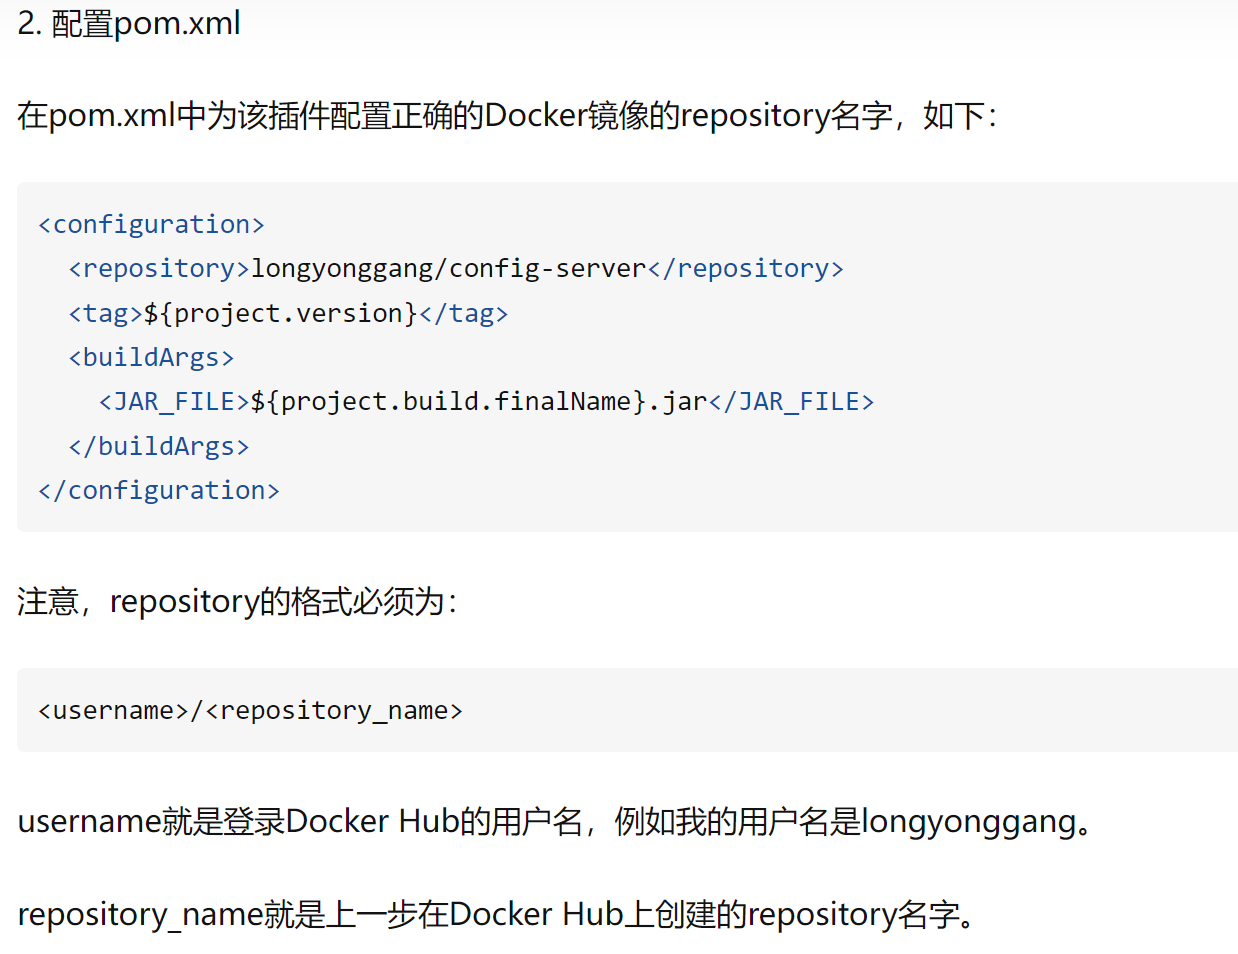 2. 配置pom.xml
在pom.xml中为该插件配置正确的Docker镜像的repository名字，如下：
<configuration>
  <repository>longyonggang/config-server</repository>
  <tag>${project.version}</tag>
  <buildArgs>
    <JAR_FILE>${project.build.finalName}.jar</JAR_FILE>
  </buildArgs>
</configuration>
注意，repository的格式必须为：
<username>/<repository_name>
username就是登录Docker Hub的用户名，例如我的用户名是longyonggang。
repository_name就是上一步在Docker Hub上创建的repository名字。